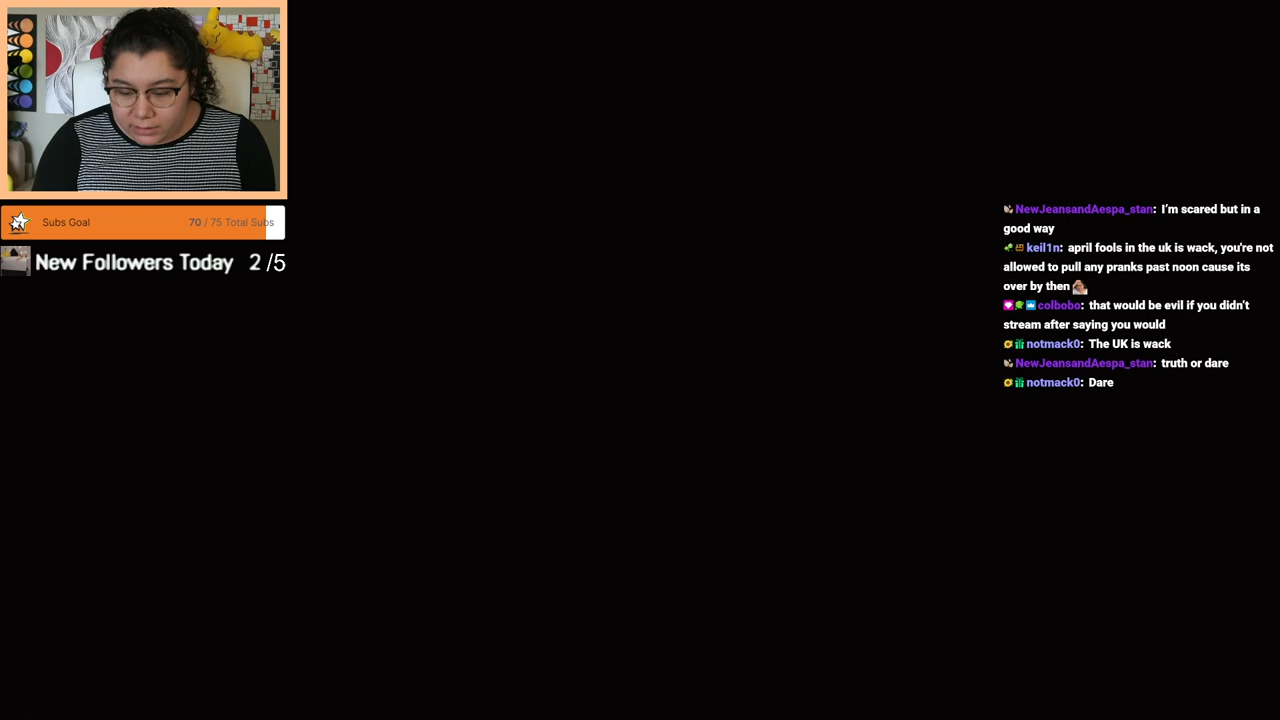 Subs Goal 70 / 75 Total Subs
New Followers Today 2 /5
NewJeansandAespa_stan: I'm scared but in a
good way
keil1n: april fools in the uk is wack, you're not
allowed to pull any pranks past noon cause its
over by then
colbobo: that would be evil if you didn't
stream after saying you would
notmack0: The UK is wack
NewJeansandAespa_stan: truth or dare
notmack0: Dare